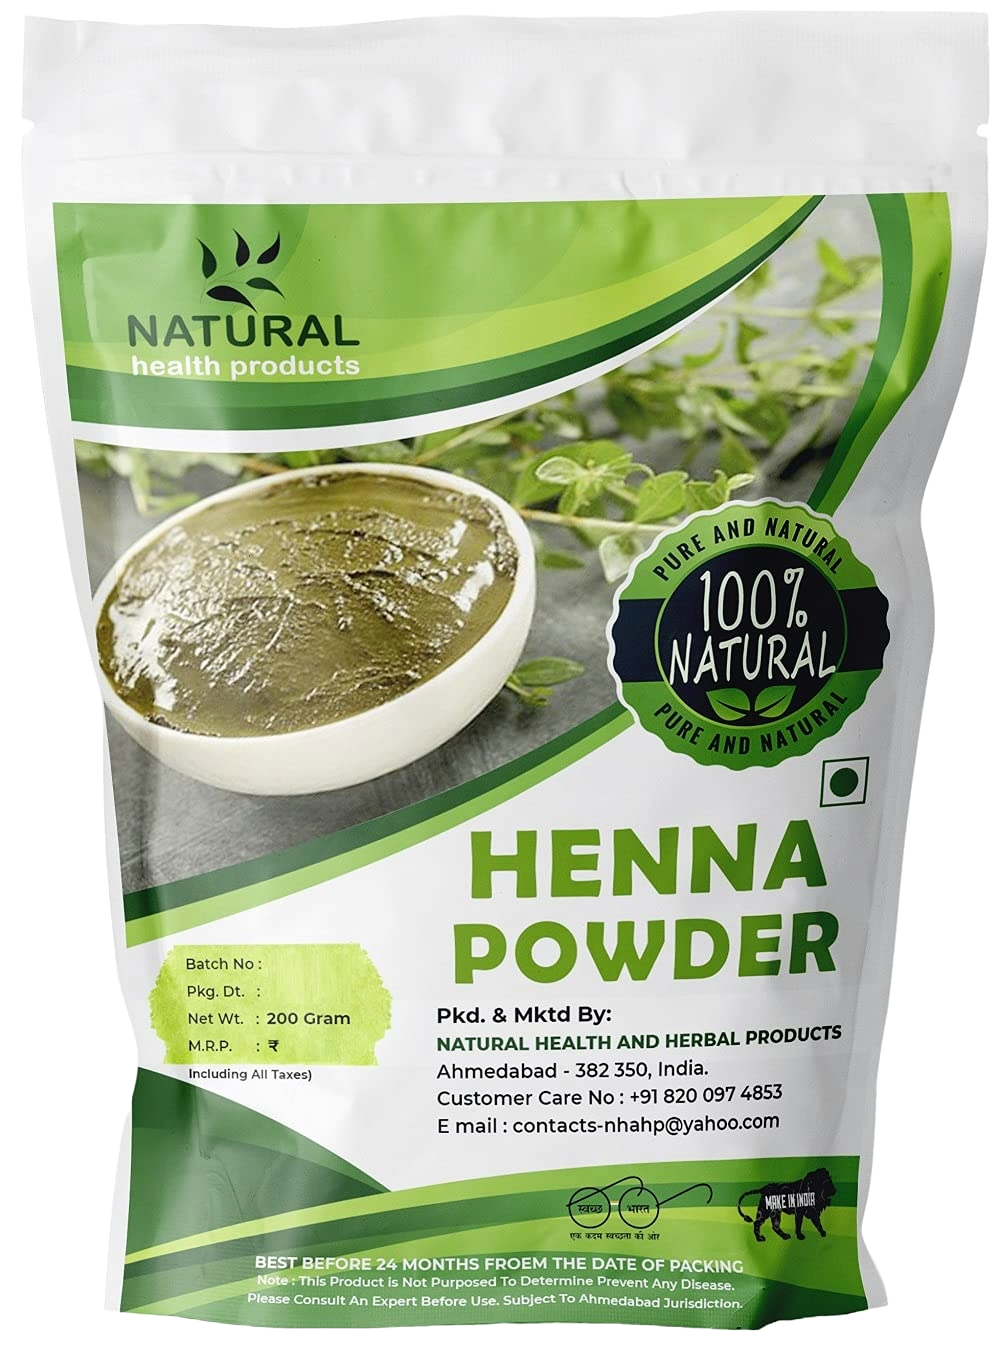 NATURAL
health products
PURE AND NATURAL
100%
NATURAL
PURE AND NATURAL
HENNA
POWDER
Batch No :
Pkg. Dt. :
Net Wt. : 200 Gram
M.R.P. : ₹
Including All Taxes)
Pkd. & Mktd By:
NATURAL HEALTH AND HERBAL PRODUCTS
Ahmedabad - 382 350, India.
Customer Care No : +91 820 097 4853
E mail : contacts-nhahp@yahoo.com
स्वच्छ भारत
एक कदम स्वच्छता की ओर
MAKE IN INDIA
BEST BEFORE 24 MONTHS FROEM THE DATE OF PACKING
Note : This Product is Not Purposed To Determine Prevent Any Disease.
Please Consult An Expert Before Use. Subject To Ahmedabad Jurisdiction.